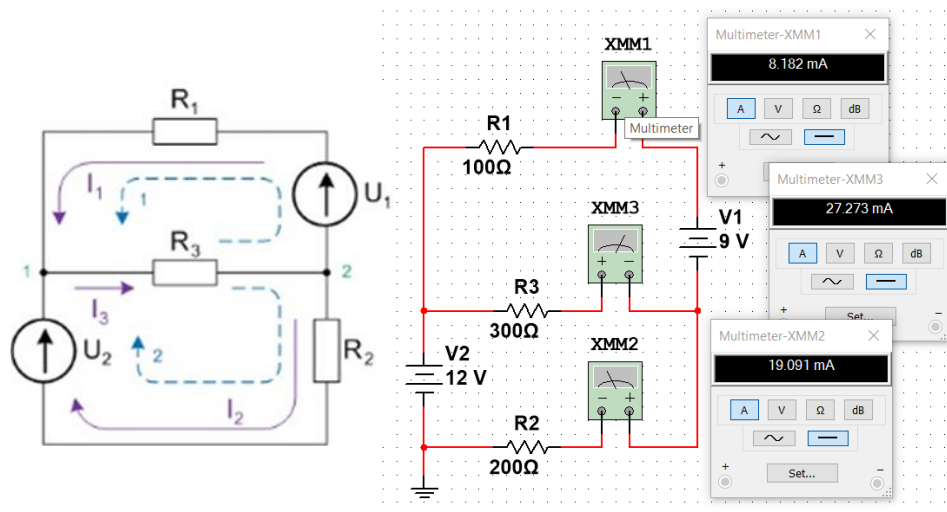 R1
I1
1
U1
R3
1
2
I3
U2
2
R2
I2
XMM1
Multimeter
R1
100Ω
XMM3
V1
9 V
R3
300Ω
XMM2
V2
12 V
R2
200Ω
Multimeter-XMM1
8.182 mA
A V Ω dB
+
Multimeter-XMM3
27.273 mA
A V Ω dB
+ Set... −
Multimeter-XMM2
19.091 mA
A V Ω dB
+ Set... −